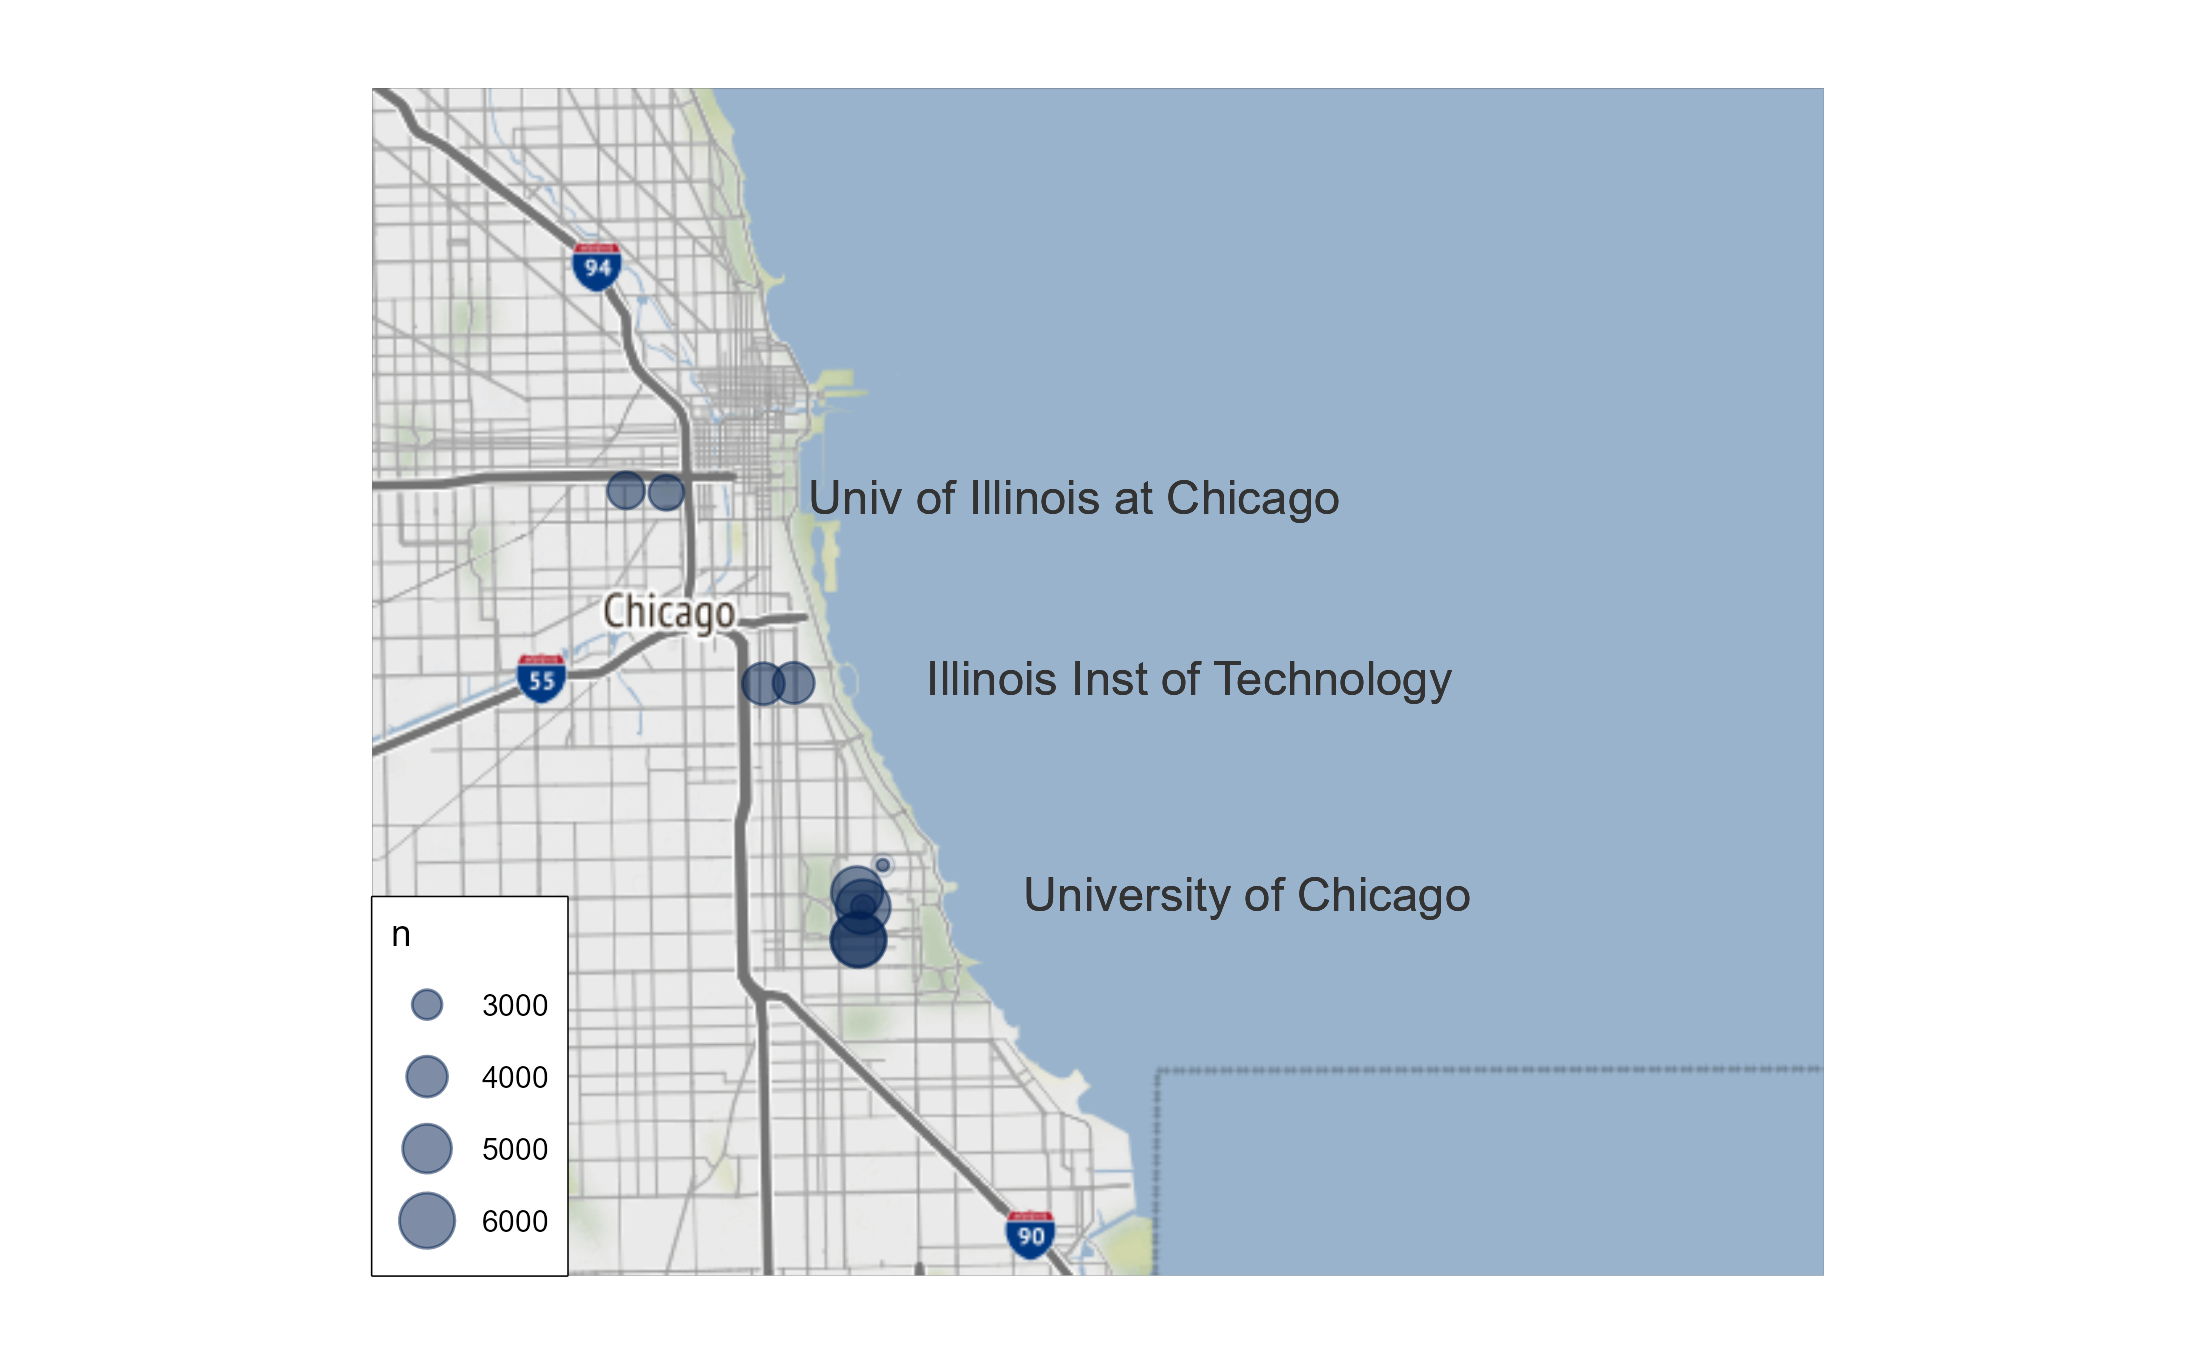 94
Univ of Illinois at Chicago
Chicago
55
Illinois Inst of Technology
University of Chicago
n
3000
4000
5000
6000
90